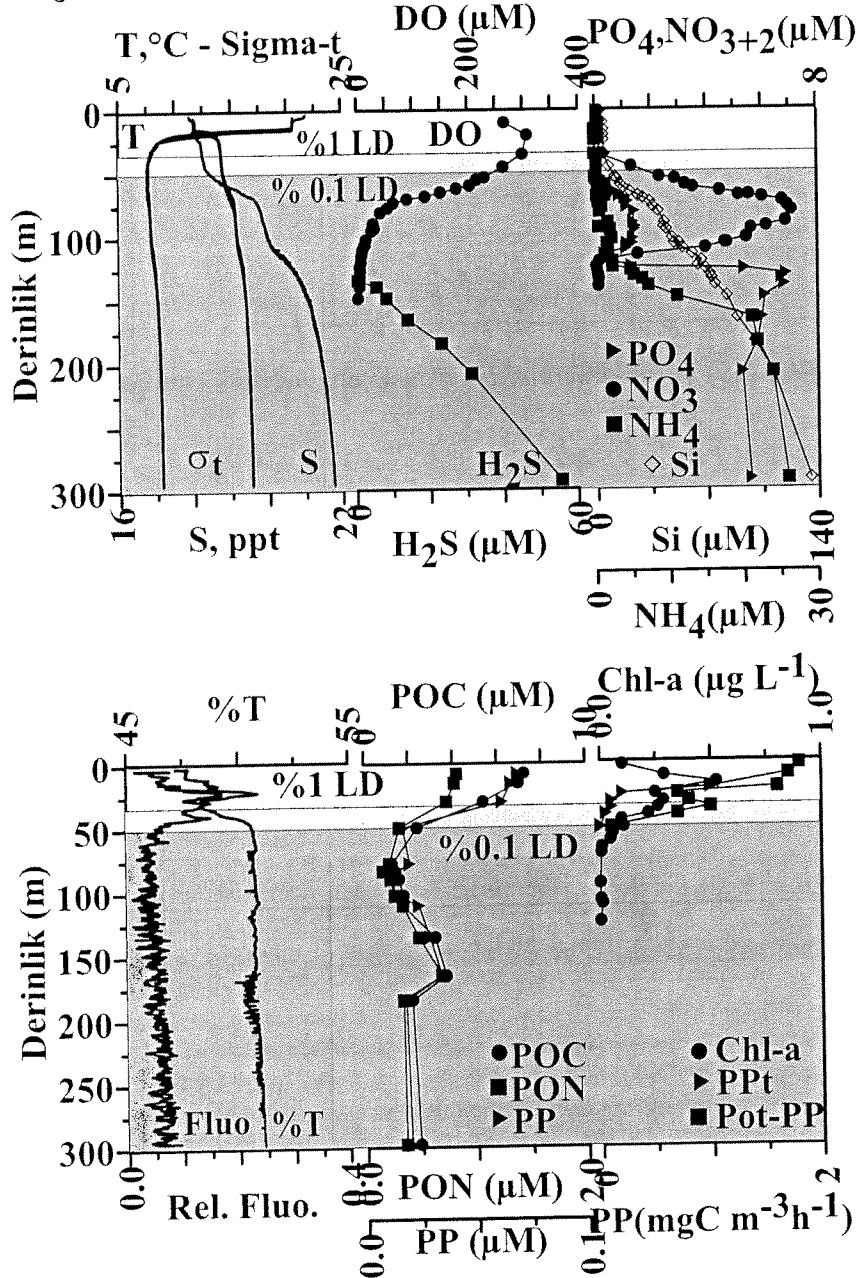 DO (µM) PO4,NO3+2(µM)
T,°C - Sigma-t
5 25 0 200 400 0 8
0
100
200
300
Derinlik (m)
T
%1 LD
DO
% 0.1 LD
PO4
NO3
NH4
Si
σt
S
H2S
16 22 0 60 0 140
S, ppt H2S (µM) Si (µM)
0 30
NH4(µM)
Chl-a (µg L-1)
%T POC (µM)
45 55 0 10 0.0 1.0
0
50
100
150
200
250
300
Derinlik (m)
%1 LD
%0.1 LD
POC
PON
PP
Chl-a
PPt
Pot-PP
Fluo
%T
0.0 0.4 0.0 2.0 0 2
Rel. Fluo. PON (µM) PP(mgC m-3h-1)
0.0 0.1
PP (µM)